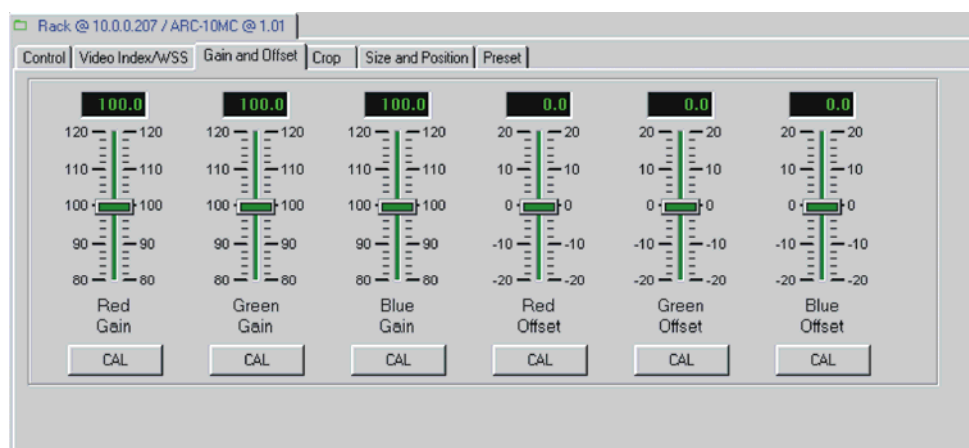 Rack @ 10.0.0.207 / ARC-10MC @ 1.01
Control Video Index/WSS Gain and Offset Crop Size and Position Preset
100.0 100.0 100.0 0.0 0.0 0.0
120 120 120 120 120 120 20 20 20 20 20 20
110 110 110 110 110 110 10 10 10 10 10 10
100 100 100 100 100 100 0 0 0 0 0 0
90 90 90 90 90 90 -10 -10 -10 -10 -10 -10
80 80 80 80 80 80 -20 -20 -20 -20 -20 -20
Red Green Blue Red Green Blue
Gain Gain Gain Offset Offset Offset
CAL CAL CAL CAL CAL CAL